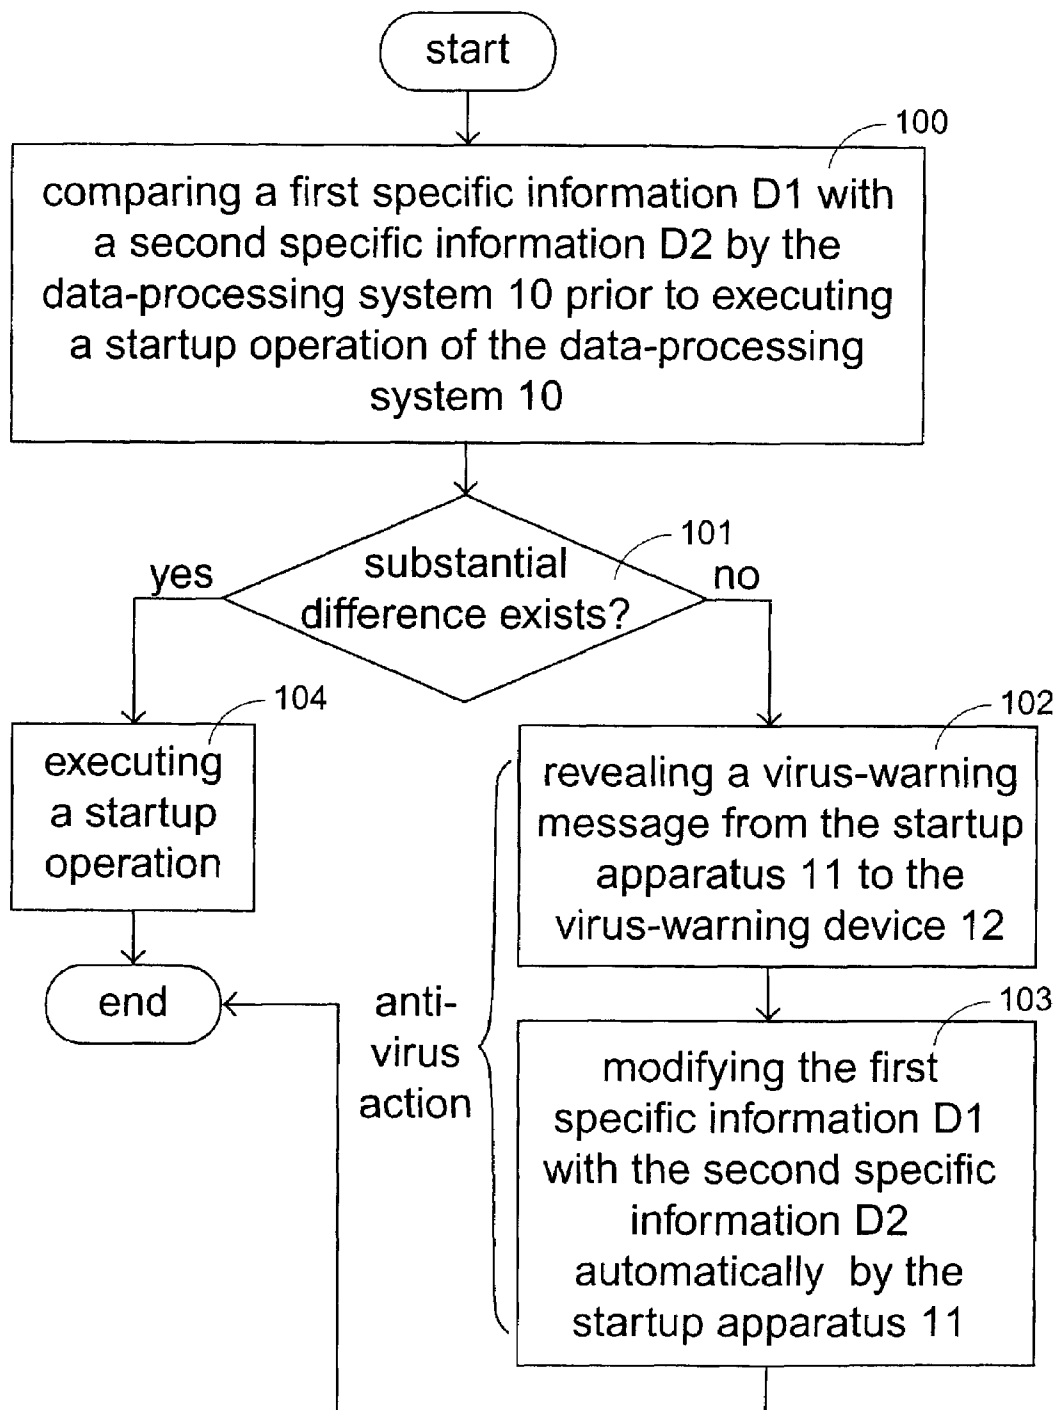 start
100
comparing a first specific information D1 with
a second specific information D2 by the
data-processing system 10 prior to executing
a startup operation of the data-processing
system 10
101
yes
substantial
difference exists?
no
104
executing
a startup
operation
102
revealing a virus-warning
message from the startup
apparatus 11 to the
virus-warning device 12
end
anti-
virus
action
103
modifying the first
specific information D1
with the second specific
information D2
automatically by the
startup apparatus 11